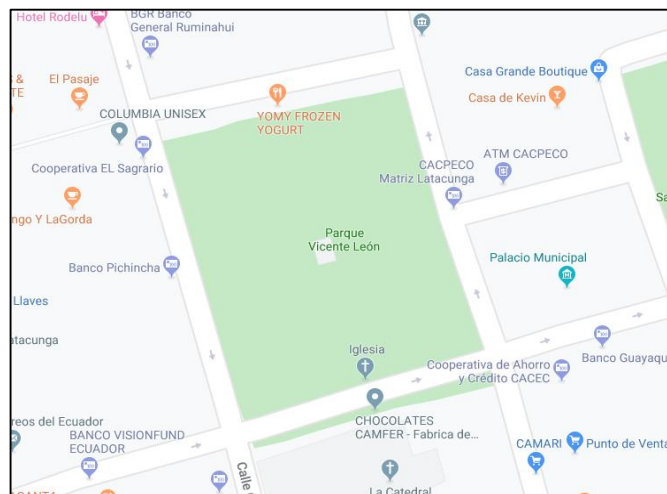 Hotel Rodelu
BGR Banco
General Ruminahui
S &
TE
El Pasaje
COLUMBIA UNISEX
YOMY FROZEN
YOGURT
Casa Grande Boutique
Casa de Kevin
Cooperativa EL Sagrario
CACPECO
Matriz Latacunga
ATM CACPECO
ngo Y LaGorda
Sa
Parque
Vicente León
Banco Pichincha
Palacio Municipal
Llaves
atacunga
Iglesia
Cooperativa de Ahorro
y Crédito CACEC
Banco Guayaqu
reos del Ecuador
BANCO VISIONFUND
ECUADOR
CHOCOLATES
CAMFER - Fabrica de...
CAMARI
Punto de Venta
Calle
La Catedral